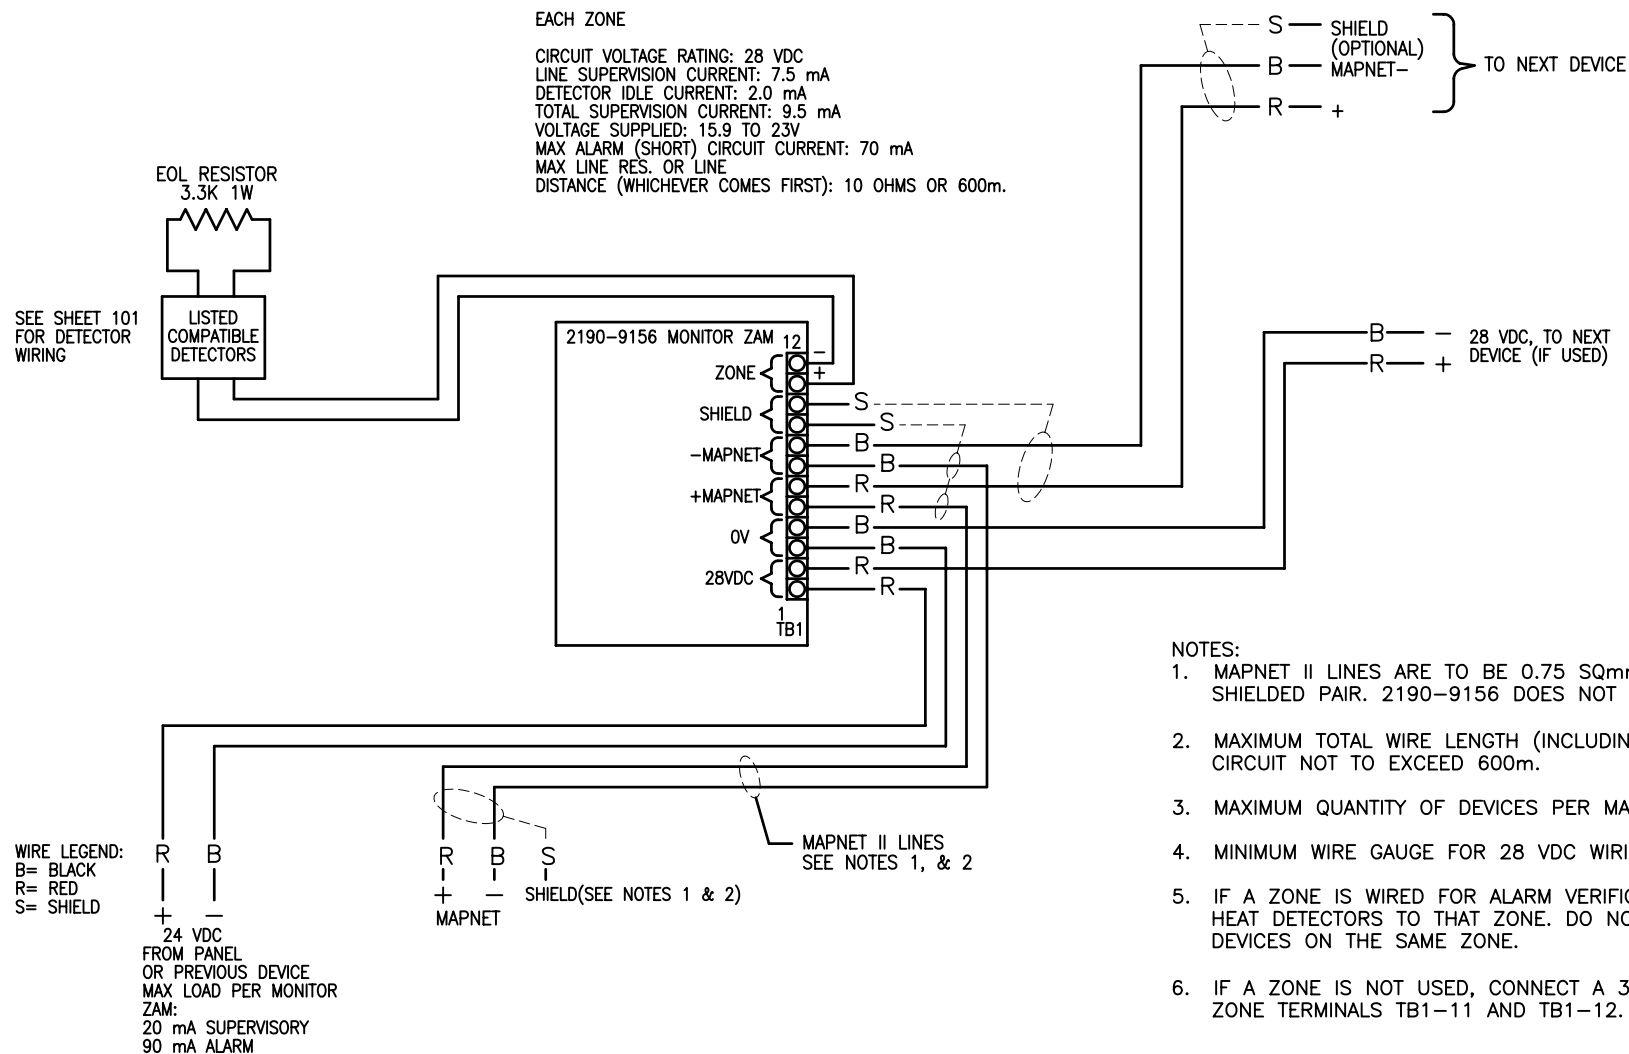 EACH ZONE
CIRCUIT VOLTAGE RATING: 28 VDC
LINE SUPERVISION CURRENT: 7.5 mA
DETECTOR IDLE CURRENT: 2.0 mA
TOTAL SUPERVISION CURRENT: 9.5 mA
VOLTAGE SUPPLIED: 15.9 TO 23V
MAX ALARM (SHORT) CIRCUIT CURRENT: 70 mA
MAX LINE RES. OR LINE
DISTANCE (WHICHEVER COMES FIRST): 10 OHMS OR 600m.
S
SHIELD
(OPTIONAL)
B
MAPNET-
R
+
TO NEXT DEVICE
EOL RESISTOR
3.3K 1W
SEE SHEET 101
FOR DETECTOR
WIRING
LISTED
COMPATIBLE
DETECTORS
2190-9156 MONITOR ZAM
12
-
+
ZONE
SHIELD
-MAPNET
+MAPNET
0V
28VDC
1
TB1
S
S
B
B
R
R
B
B
R
R
B -
R +
28 VDC, TO NEXT
DEVICE (IF USED)
NOTES:
1. MAPNET II LINES ARE TO BE 0.75 SQmm
SHIELDED PAIR. 2190-9156 DOES NOT
2. MAXIMUM TOTAL WIRE LENGTH (INCLUDIN
CIRCUIT NOT TO EXCEED 600m.
3. MAXIMUM QUANTITY OF DEVICES PER MA
4. MINIMUM WIRE GAUGE FOR 28 VDC WIRI
5. IF A ZONE IS WIRED FOR ALARM VERIFIC
HEAT DETECTORS TO THAT ZONE. DO NO
DEVICES ON THE SAME ZONE.
6. IF A ZONE IS NOT USED, CONNECT A 3
ZONE TERMINALS TB1-11 AND TB1-12.
MAPNET II LINES
SEE NOTES 1, & 2
WIRE LEGEND:
B= BLACK
R= RED
S= SHIELD
R B
+ -
24 VDC
FROM PANEL
OR PREVIOUS DEVICE
MAX LOAD PER MONITOR
ZAM:
20 mA SUPERVISORY
90 mA ALARM
R B S
+ - SHIELD(SEE NOTES 1 & 2)
MAPNET